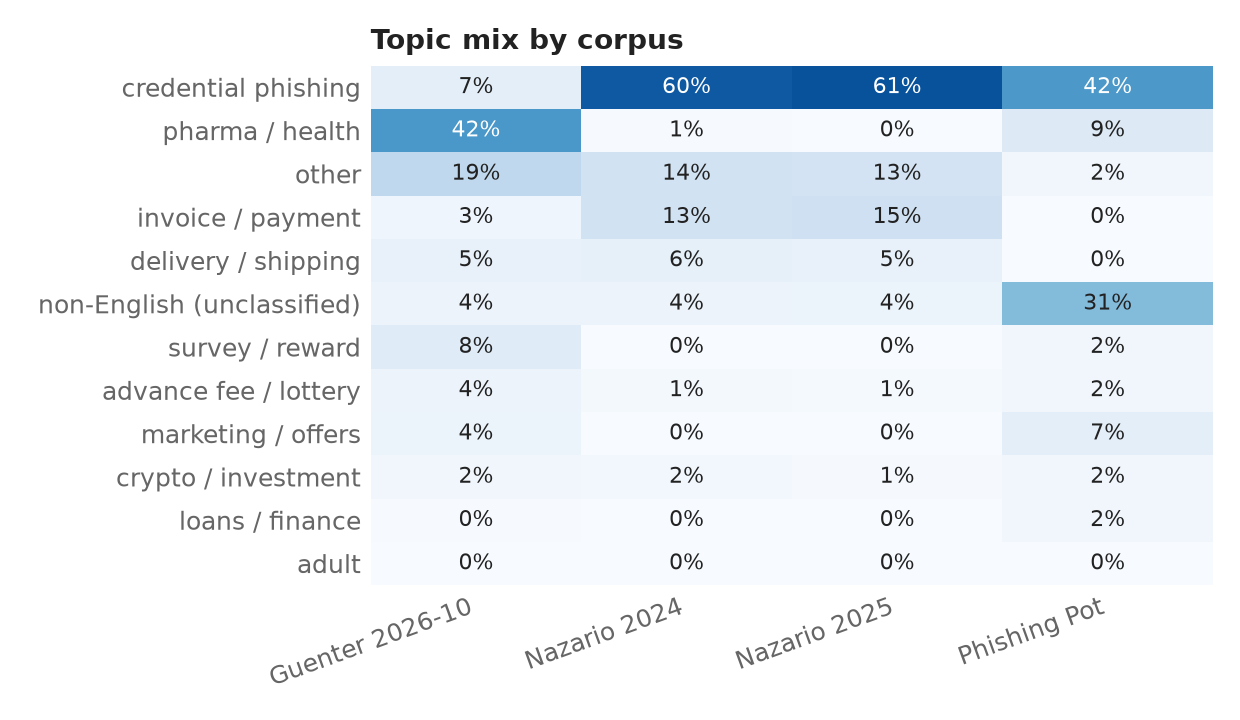 Topic mix by corpus
credential phishing 7% 60% 61% 42%
pharma / health 42% 1% 0% 9%
other 19% 14% 13% 2%
invoice / payment 3% 13% 15% 0%
delivery / shipping 5% 6% 5% 0%
non-English (unclassified) 4% 4% 4% 31%
survey / reward 8% 0% 0% 2%
advance fee / lottery 4% 1% 1% 2%
marketing / offers 4% 0% 0% 7%
crypto / investment 2% 2% 1% 2%
loans / finance 0% 0% 0% 2%
adult 0% 0% 0% 0%
Guenter 2026-10 Nazario 2024 Nazario 2025 Phishing Pot